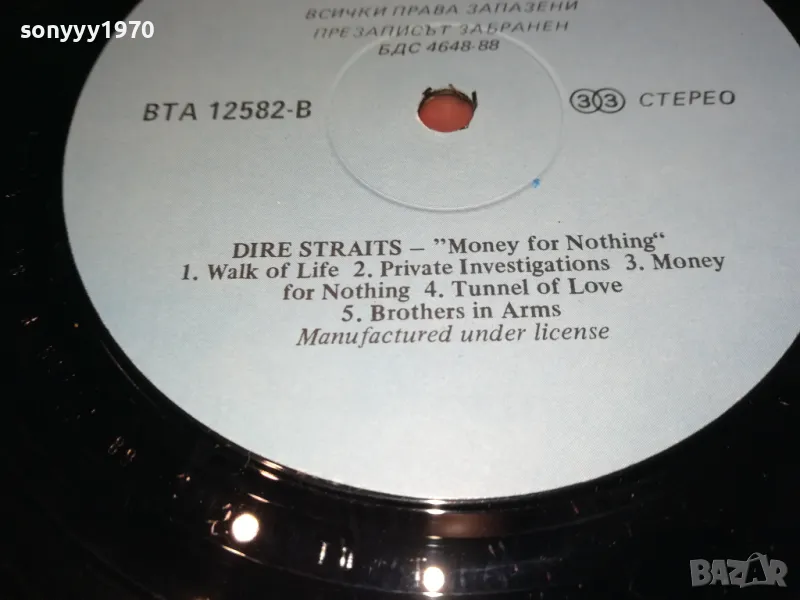 sonyyy1970
ВСИЧКИ ПРАВА ЗАПАЗЕНИ
ПРЕЗАПИСЪТ ЗАБРАНЕН
БДС 4648-88
ВТА 12582-В
33 СТЕРЕО
DIRE STRAITS – ”Money for Nothing“
1. Walk of Life 2. Private Investigations 3. Money
for Nothing 4. Tunnel of Love
5. Brothers in Arms
Manufactured under license
BAZAR